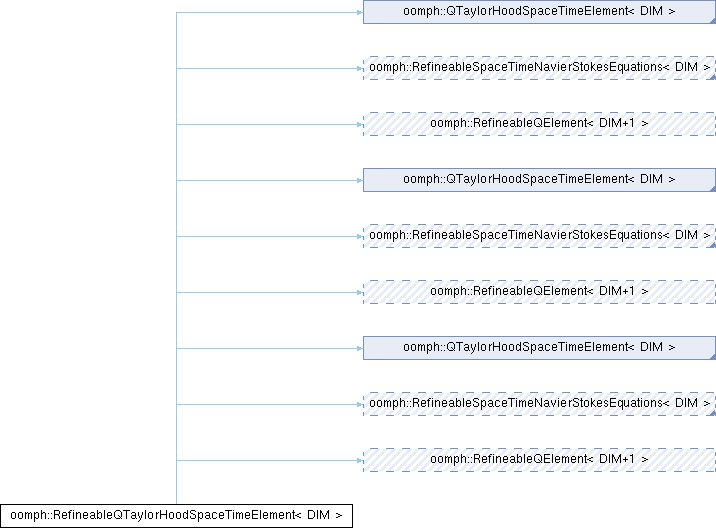 oomph::QTaylorHoodSpaceTimeElement< DIM >
oomph::RefineableSpaceTimeNavierStokesEquations< DIM >
oomph::RefineableQElement< DIM+1 >
oomph::QTaylorHoodSpaceTimeElement< DIM >
oomph::RefineableSpaceTimeNavierStokesEquations< DIM >
oomph::RefineableQElement< DIM+1 >
oomph::QTaylorHoodSpaceTimeElement< DIM >
oomph::RefineableSpaceTimeNavierStokesEquations< DIM >
oomph::RefineableQElement< DIM+1 >
oomph::RefineableQTaylorHoodSpaceTimeElement< DIM >